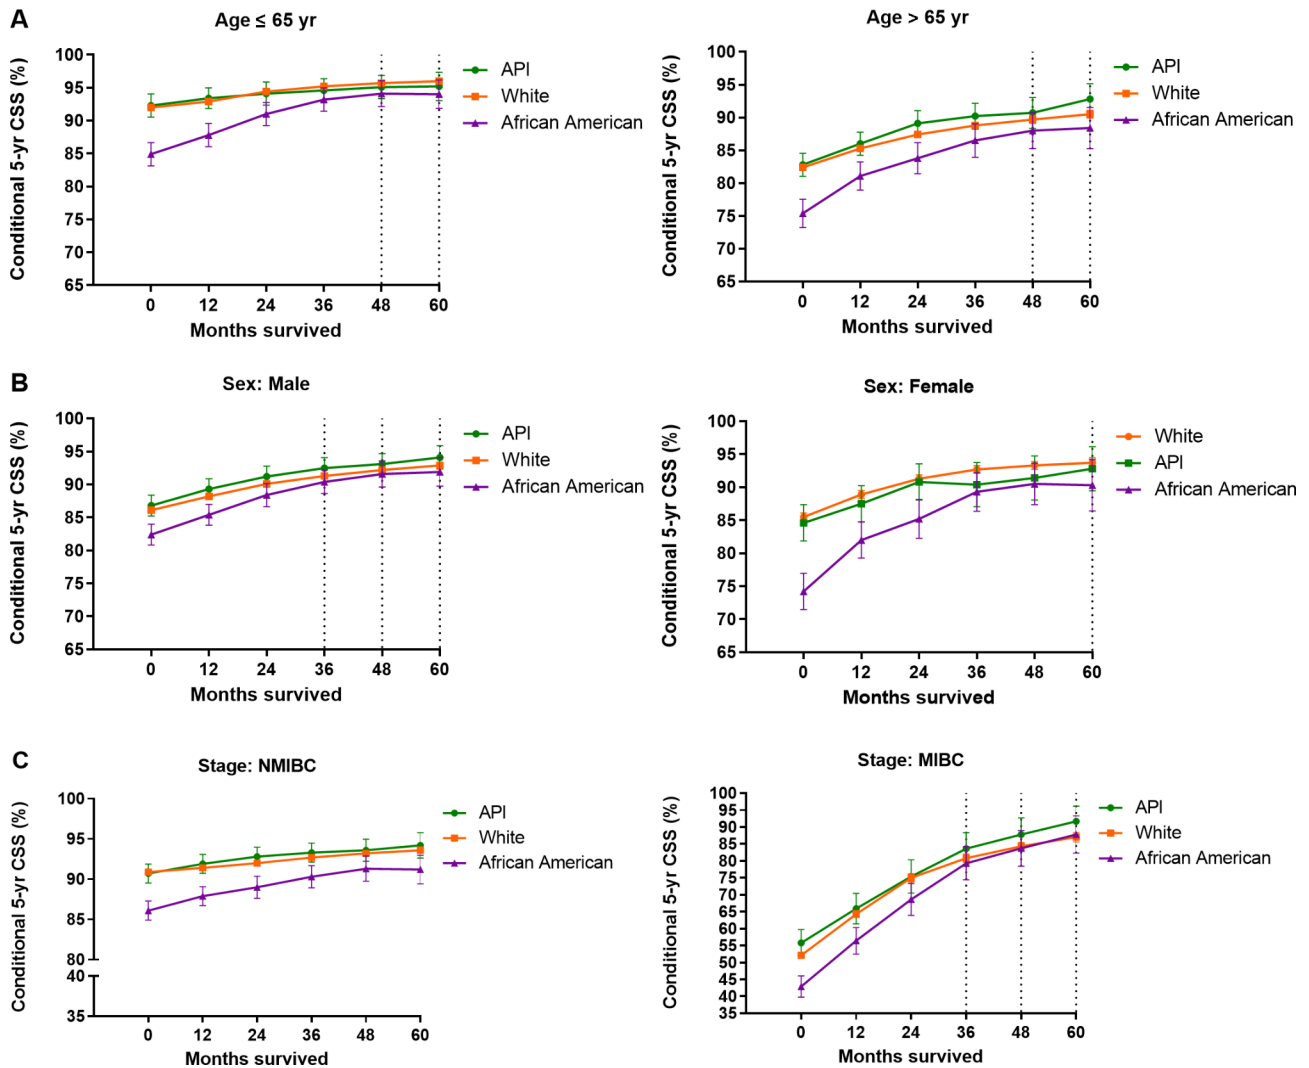 A
Age ≤ 65 yr
Conditional 5-yr CSS (%)
100
95
90
85
80
75
70
65
0 12 24 36 48 60
Months survived
API
White
African American
Age > 65 yr
Conditional 5-yr CSS (%)
100
95
90
85
80
75
70
65
0 12 24 36 48 60
Months survived
API
White
African American
B
Sex: Male
Conditional 5-yr CSS (%)
100
95
90
85
80
75
70
65
0 12 24 36 48 60
Months survived
API
White
African American
Sex: Female
Conditional 5-yr CSS (%)
100
95
90
85
80
75
70
65
0 12 24 36 48 60
Months survived
White
API
African American
C
Stage: NMIBC
Conditional 5-yr CSS (%)
100
95
90
85
80
40
35
0 12 24 36 48 60
Months survived
API
White
African American
Stage: MIBC
Conditional 5-yr CSS (%)
100
95
90
85
80
75
70
65
60
55
50
45
40
35
0 12 24 36 48 60
Months survived
API
White
African American